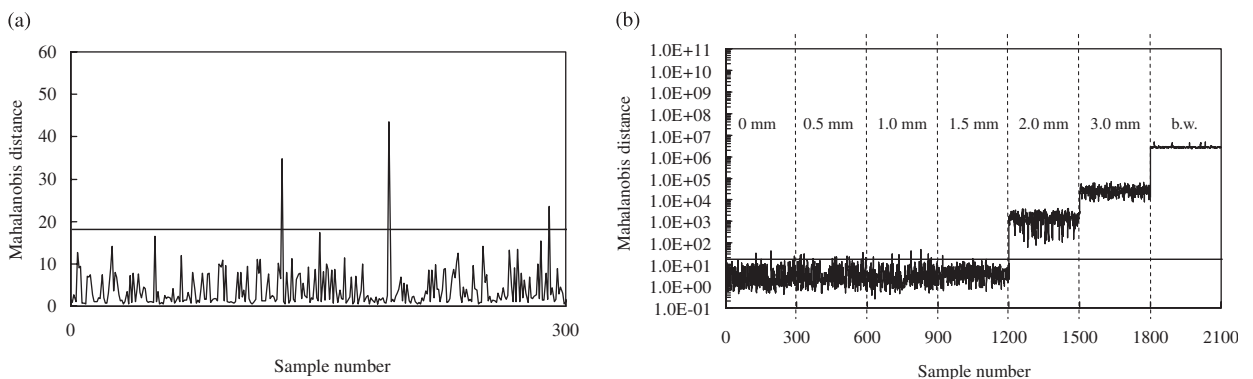 (a)
60
50
40
30
20
10
0
Mahalanobis distance
0 300
Sample number
(b)
1.0E+11
1.0E+10
1.0E+09
1.0E+08
1.0E+07
1.0E+06
1.0E+05
1.0E+04
1.0E+03
1.0E+02
1.0E+01
1.0E+00
1.0E-01
Mahalanobis distance
0 mm 0.5 mm 1.0 mm 1.5 mm 2.0 mm 3.0 mm b.w.
0 300 600 900 1200 1500 1800 2100
Sample number